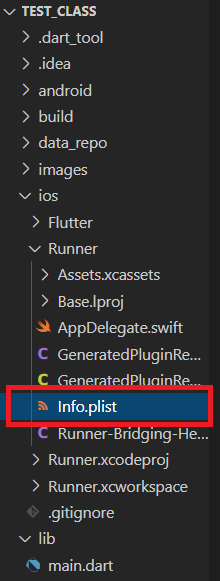 TEST_CLASS
.dart_tool
.idea
android
build
data_repo
images
ios
Flutter
Runner
Assets.xcassets
Base.lproj
AppDelegate.swift
C GeneratedPluginRe...
C GeneratedPluginRe...
Info.plist
C Runner-Bridging-He...
Runner.xcodeproj
Runner.xcworkspace
.gitignore
lib
main.dart